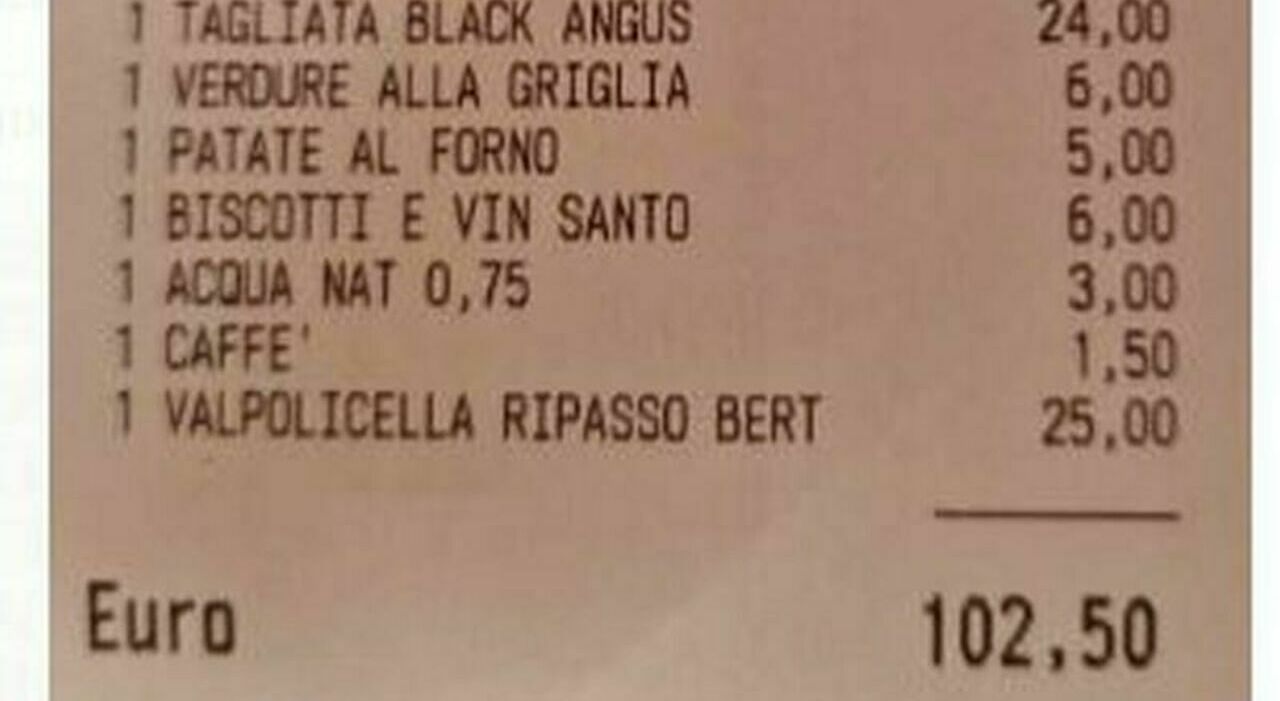 1 TAGLIATA BLACK ANGUS 24,00
1 VERDURE ALLA GRIGLIA 6,00
1 PATATE AL FORNO 5,00
1 BISCOTTI E VIN SANTO 6,00
1 ACQUA NAT 0,75 3,00
1 CAFFE' 1,50
1 VALPOLICELLA RIPASSO BERT 25,00
Euro 102,50